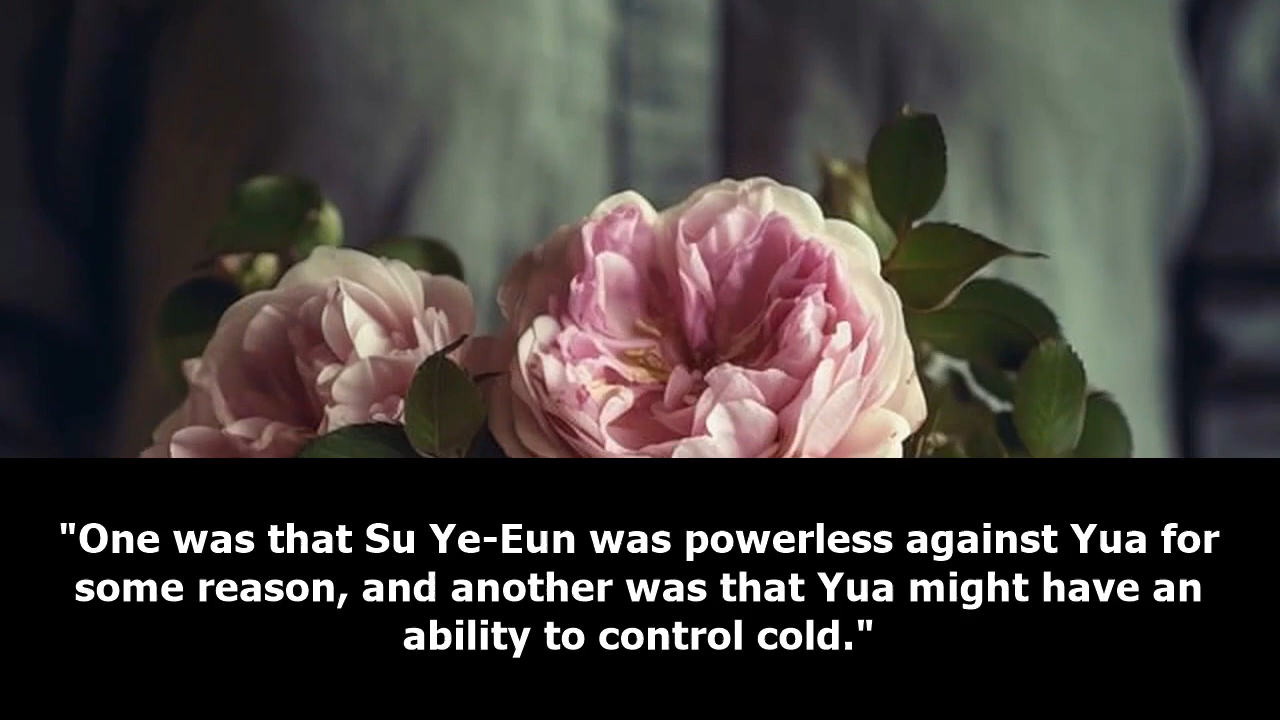 "One was that Su Ye-Eun was powerless against Yua for
some reason, and another was that Yua might have an
ability to control cold."